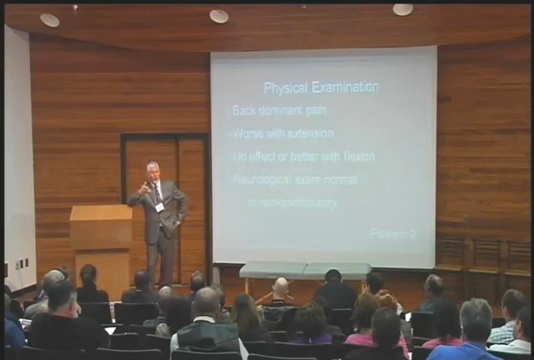 Physical Examination
Back dominant pain
Worse with extension
No effect or better with flexion
Neurological exam normal
or non-contributory
Pattern 2